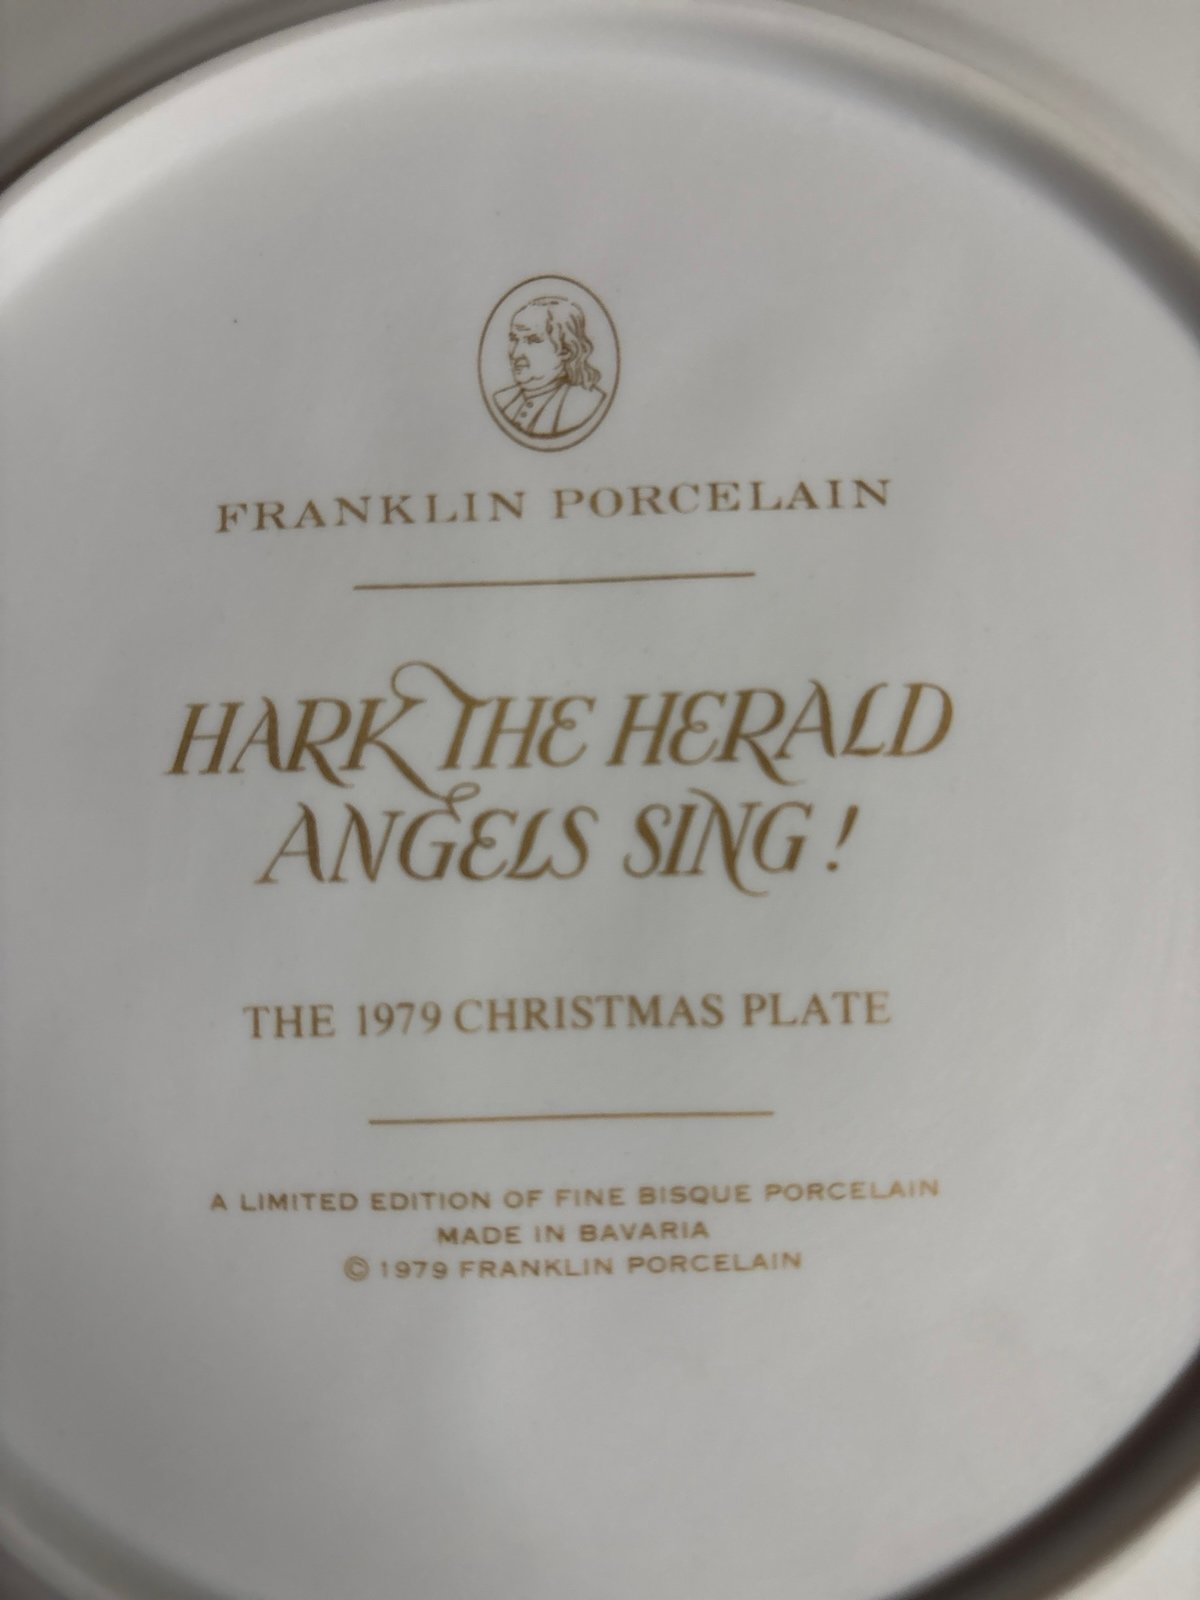 FRANKLIN PORCELAIN
HARK THE HERALD
ANGELS SING!
THE 1979 CHRISTMAS PLATE
A LIMITED EDITION OF FINE BISQUE PORCELAIN
MADE IN BAVARIA
© 1979 FRANKLIN PORCELAIN